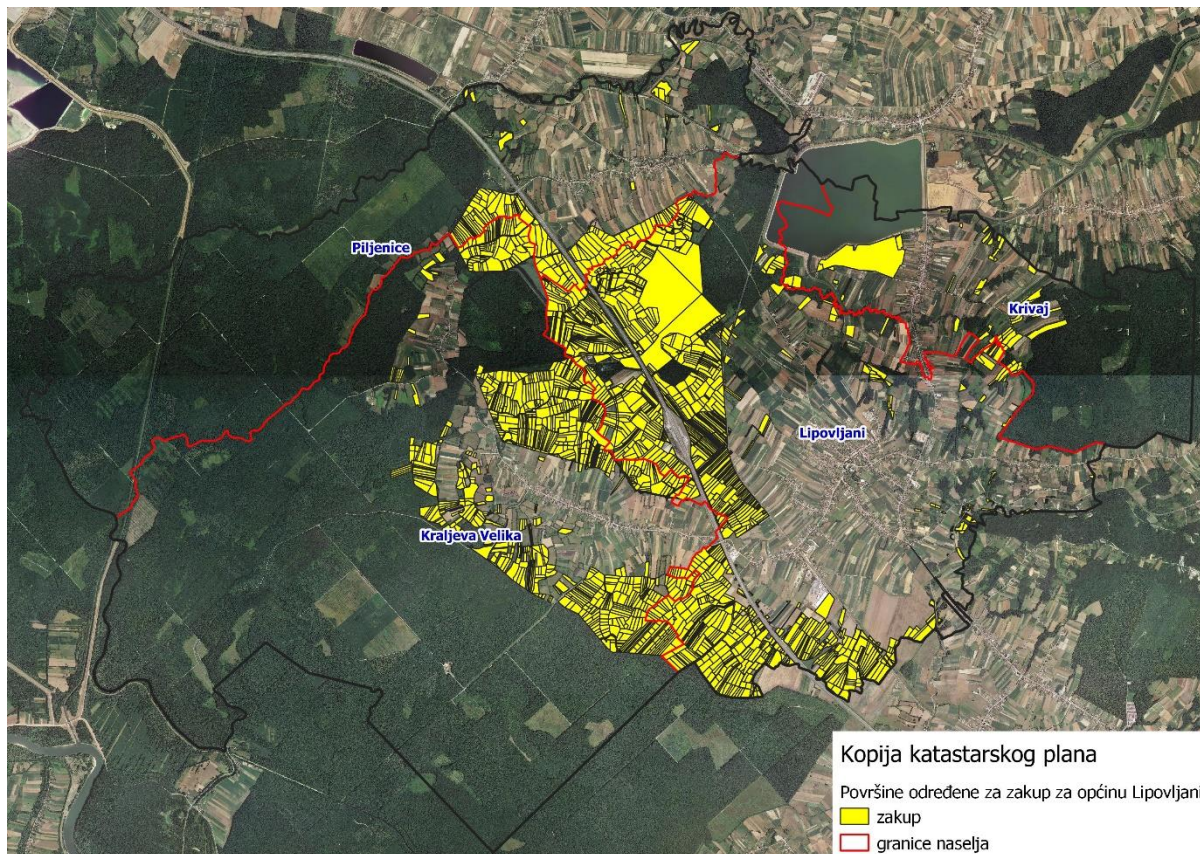 Piljenice
Krivaj
Lipovljani
Kraljeva Velika
Kopija katastarskog plana
Površine određene za zakup za općinu Lipovljani
zakup
granice naselja